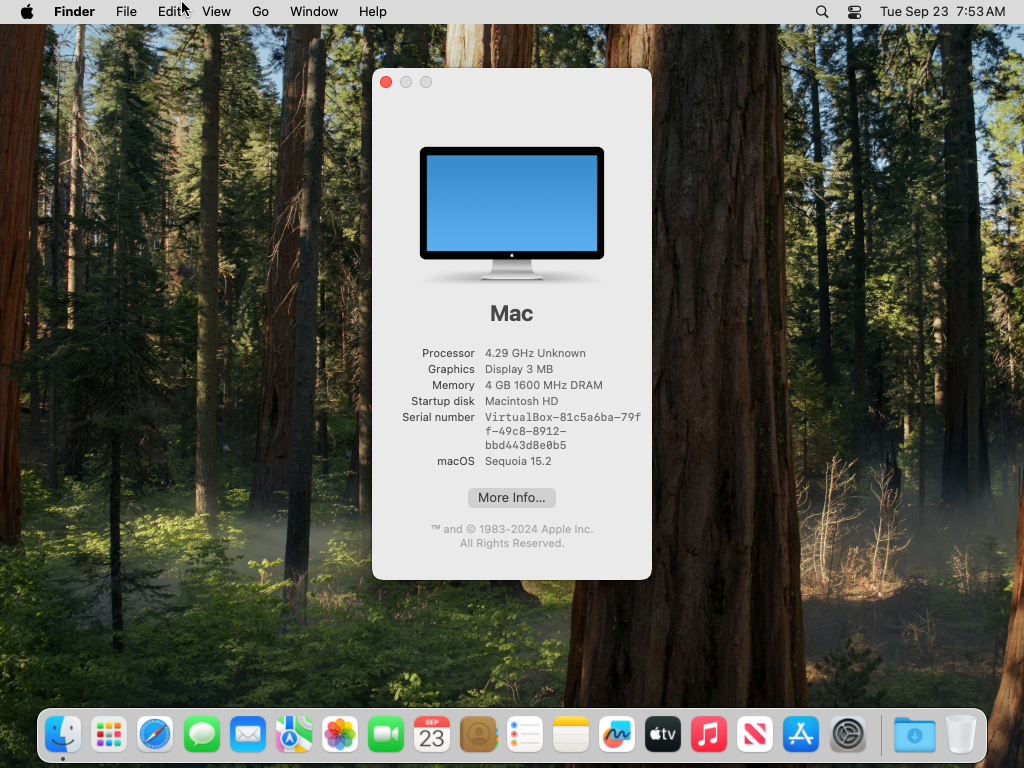 Finder File Edit View Go Window Help Tue Sep 23 7:53 AM
Mac
Processor 4.29 GHz Unknown
Graphics Display 3 MB
Memory 4 GB 1600 MHz DRAM
Startup disk Macintosh HD
Serial number VirtualBox-81c5a6ba-79f
f-49c8-8912-
bbd443d8e0b5
macOS Sequoia 15.2
More Info...
™ and © 1983-2024 Apple Inc.
All Rights Reserved.
SEP
23
tv